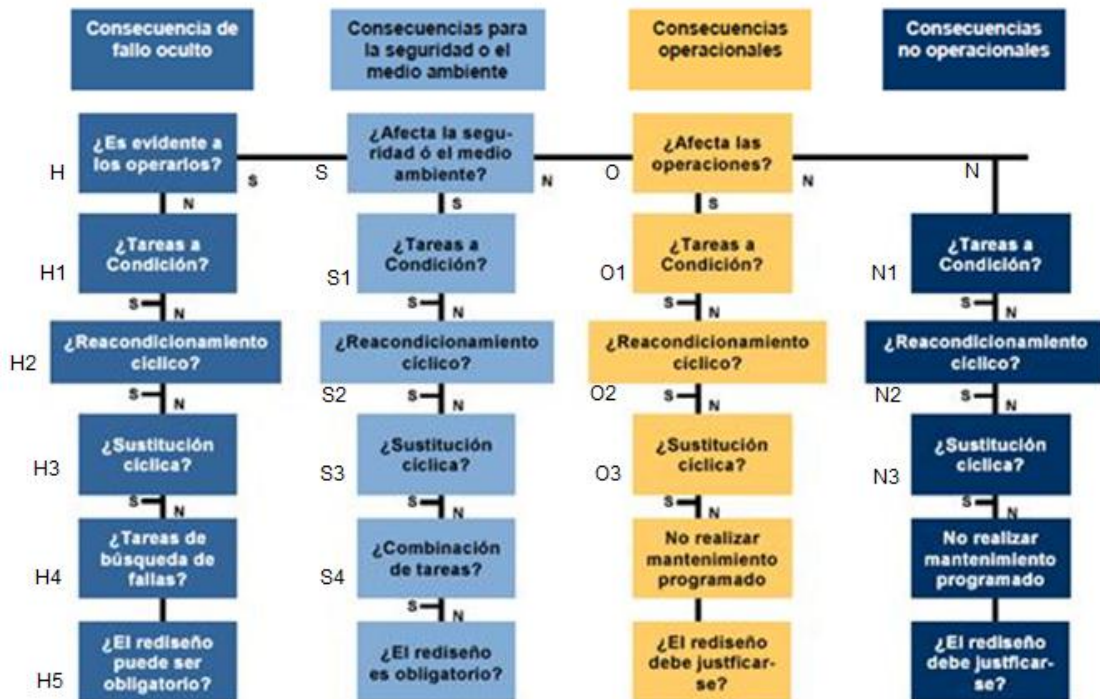 Consecuencia de
fallo oculto
Consecuencias para
la seguridad o el
medio ambiente
Consecuencias
operacionales
Consecuencias
no operacionales
H
¿Es evidente a
los operarios?
S
N
S
¿Afecta la segu-
ridad ó el medio
ambiente?
N
S
O
¿Afecta las
operaciones?
N
S
N
H1
¿Tareas a
Condición?
S
N
S1
¿Tareas a
Condición?
S
N
O1
¿Tareas a
Condición?
S
N
N1
¿Tareas a
Condición?
S
N
H2
¿Reacondicionamiento
cíclico?
S
N
¿Reacondicionamiento
cíclico?
S2
S
N
¿Reacondicionamiento
cíclico?
O2
S
N
¿Reacondicionamiento
cíclico?
N2
S
N
H3
¿Sustitución
cíclica?
S
N
S3
¿Sustitución
cíclica?
S
N
O3
¿Sustitución
cíclica?
S
N
N3
¿Sustitución
cíclica?
S
N
H4
¿Tareas de
búsqueda de
fallas?
S4
¿Combinación
de tareas?
S
N
No realizar
mantenimiento
programado
No realizar
mantenimiento
programado
H5
¿El rediseño
puede ser
obligatorio?
¿El rediseño
es obligatorio?
¿El rediseño
debe justficar-
se?
¿El rediseño
debe justficar-
se?